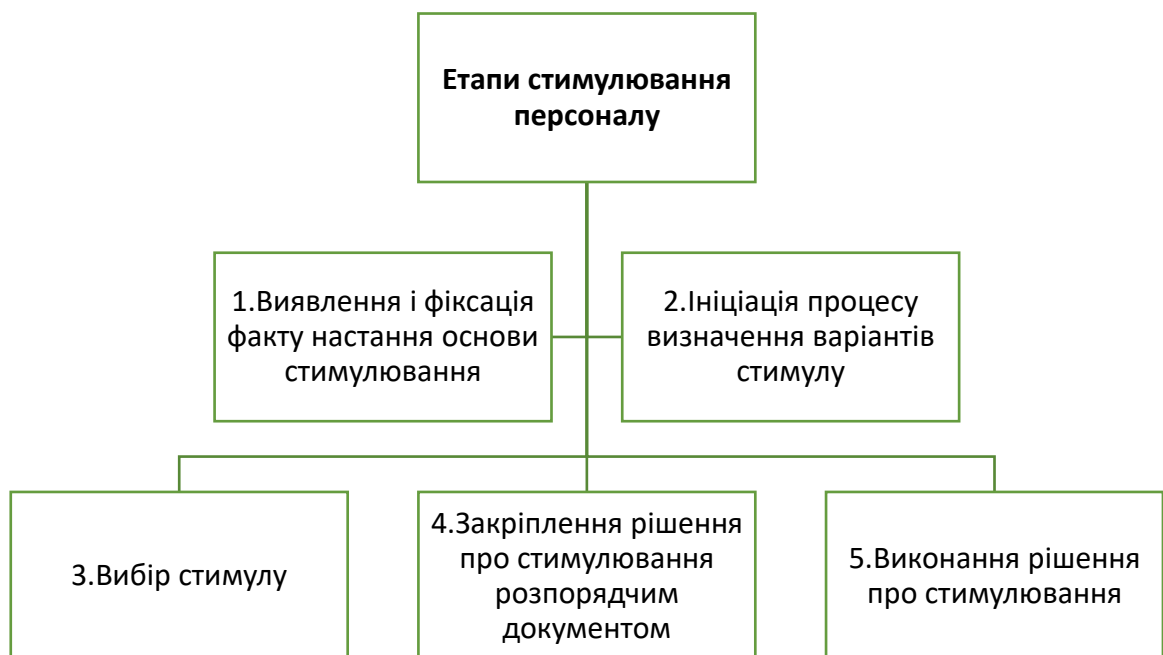 Етапи стимулювання
персоналу
1.Виявлення і фіксація
факту настання основи
стимулювання
2.Ініціація процесу
визначення варіантів
стимулу
3.Вибір стимулу
4.Закріплення рішення
про стимулювання
розпорядчим
документом
5.Виконання рішення
про стимулювання